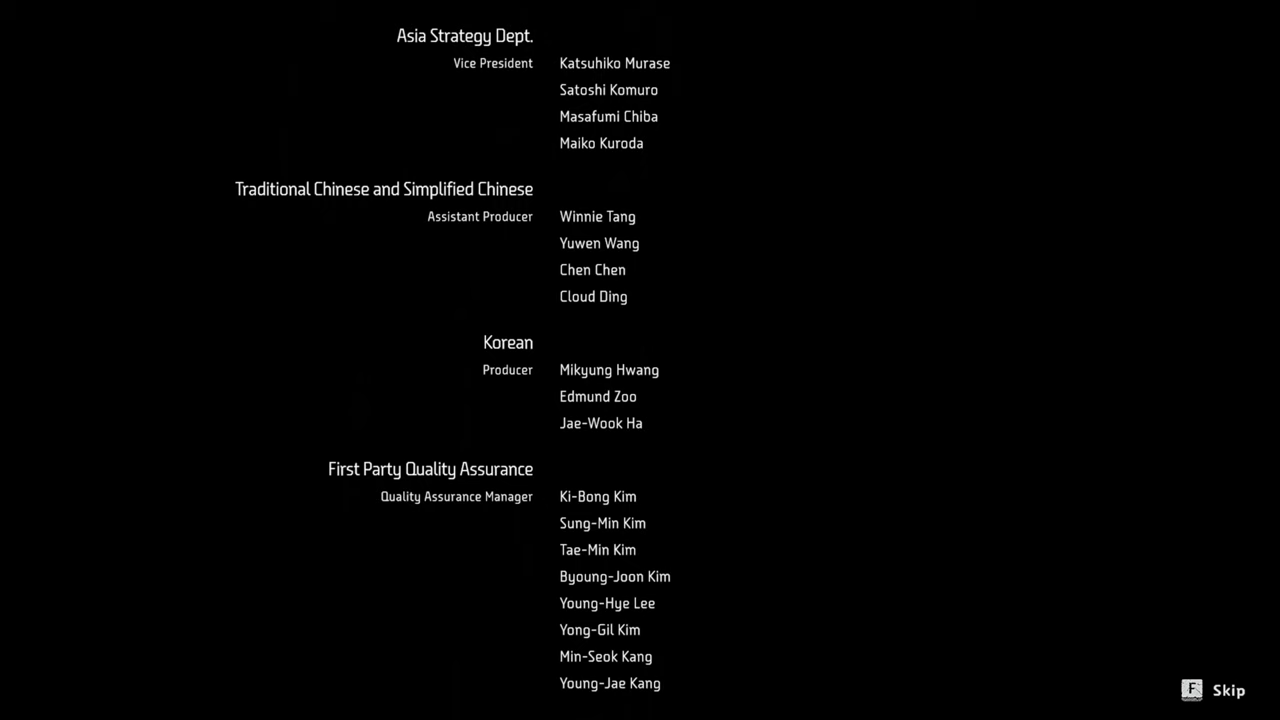 Asia Strategy Dept.
Vice President Katsuhiko Murase
Satoshi Komuro
Masafumi Chiba
Maiko Kuroda
Traditional Chinese and Simplified Chinese
Assistant Producer Winnie Tang
Yuwen Wang
Chen Chen
Cloud Ding
Korean
Producer Mikyung Hwang
Edmund Zoo
Jae-Wook Ha
First Party Quality Assurance
Quality Assurance Manager Ki-Bong Kim
Sung-Min Kim
Tae-Min Kim
Byoung-Joon Kim
Young-Hye Lee
Yong-Gil Kim
Min-Seok Kang
Young-Jae Kang
F Skip